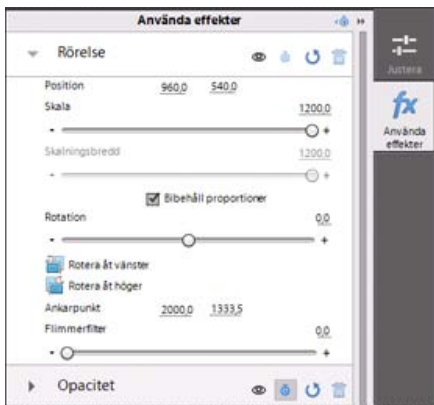 Använda effekter
Rörelse
Position 960,0 540,0
Skala 1200,0
- +
Skalningsbredd 1200,0
- +
Bibehåll proportioner
Rotation 0,0
- +
Rotera åt vänster
Rotera åt höger
Ankarpunkt 2000,0 1333,5
Flimmerfilter 0,0
- +
Opacitet
Justera
fx
Använda effekter